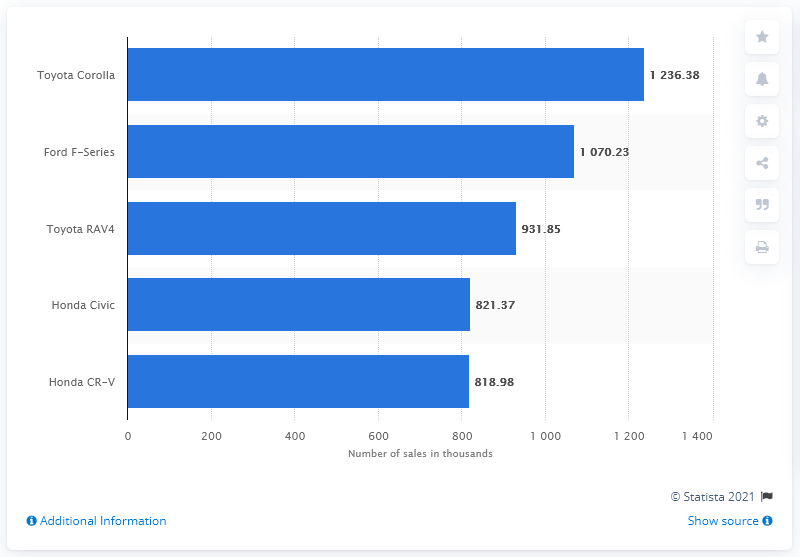 Toyota Corolla 1 236.38
Ford F-Series 1 070.23
Toyota RAV4 931.85
Honda Civic 821.37
Honda CR-V 818.98
0 200 400 600 800 1 000 1 200 1 400
Number of sales in thousands
© Statista 2021
Additional Information Show source